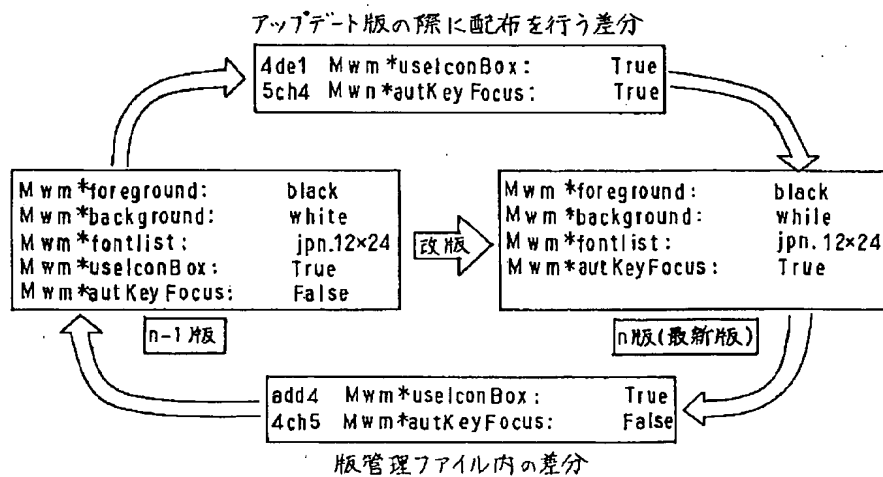 アップデート版の際に配布を行う差分
4de1 Mwm*useIconBox: True
5ch4 Mwn*autKeyFocus: True
Mwm*foreground: black
Mwm*background: white
Mwm*fontlist: jpn.12×24
Mwm*useIconBox: True
Mwm*autKeyFocus: False
n-1版
改版
Mwm*foreground: black
Mwm*background: while
Mwm*fontlist: jpn.12×24
Mwm*autKeyFocus: True
n版(最新版)
add4 Mwm*useIconBox: True
4ch5 Mwm*autKeyFocus: False
版管理ファイル内の差分